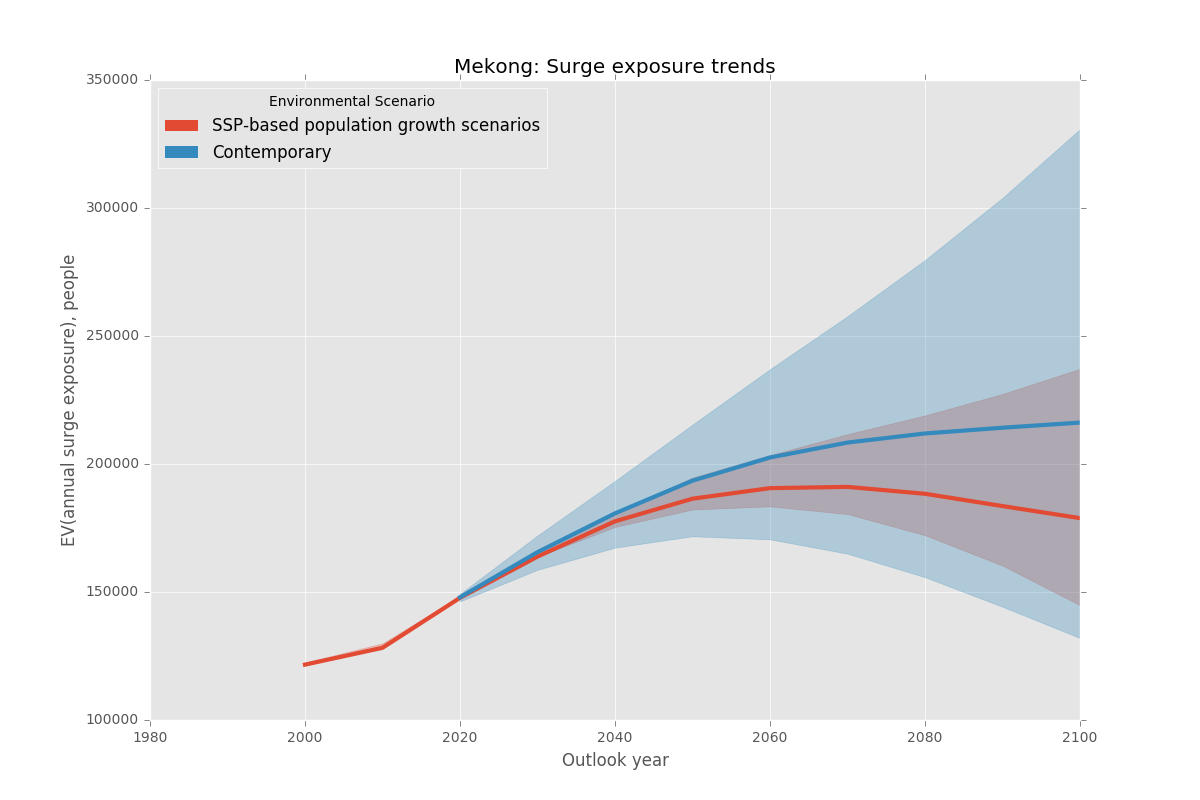 Mekong: Surge exposure trends
350000
300000
250000
200000
150000
100000
EV(annual surge exposure), people
Environmental Scenario
SSP-based population growth scenarios
Contemporary
1980 2000 2020 2040 2060 2080 2100
Outlook year